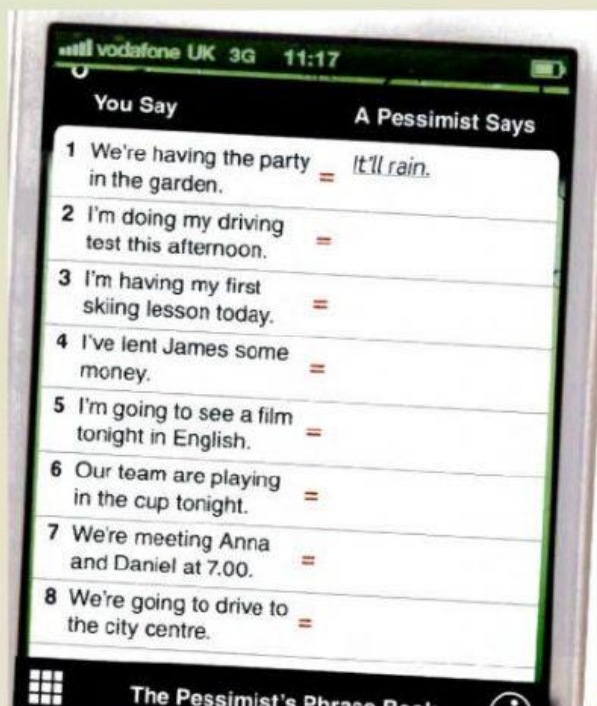 vodafone UK 3G 11:17
You Say
A Pessimist Says
1 We're having the party = It'll rain.
in the garden.
2 I'm doing my driving =
test this afternoon.
3 I'm having my first =
skiing lesson today.
4 I've lent James some =
money.
5 I'm going to see a film =
tonight in English.
6 Our team are playing =
in the cup tonight.
7 We're meeting Anna =
and Daniel at 7.00.
8 We're going to drive to =
the city centre.
The Pessimist's Phrase